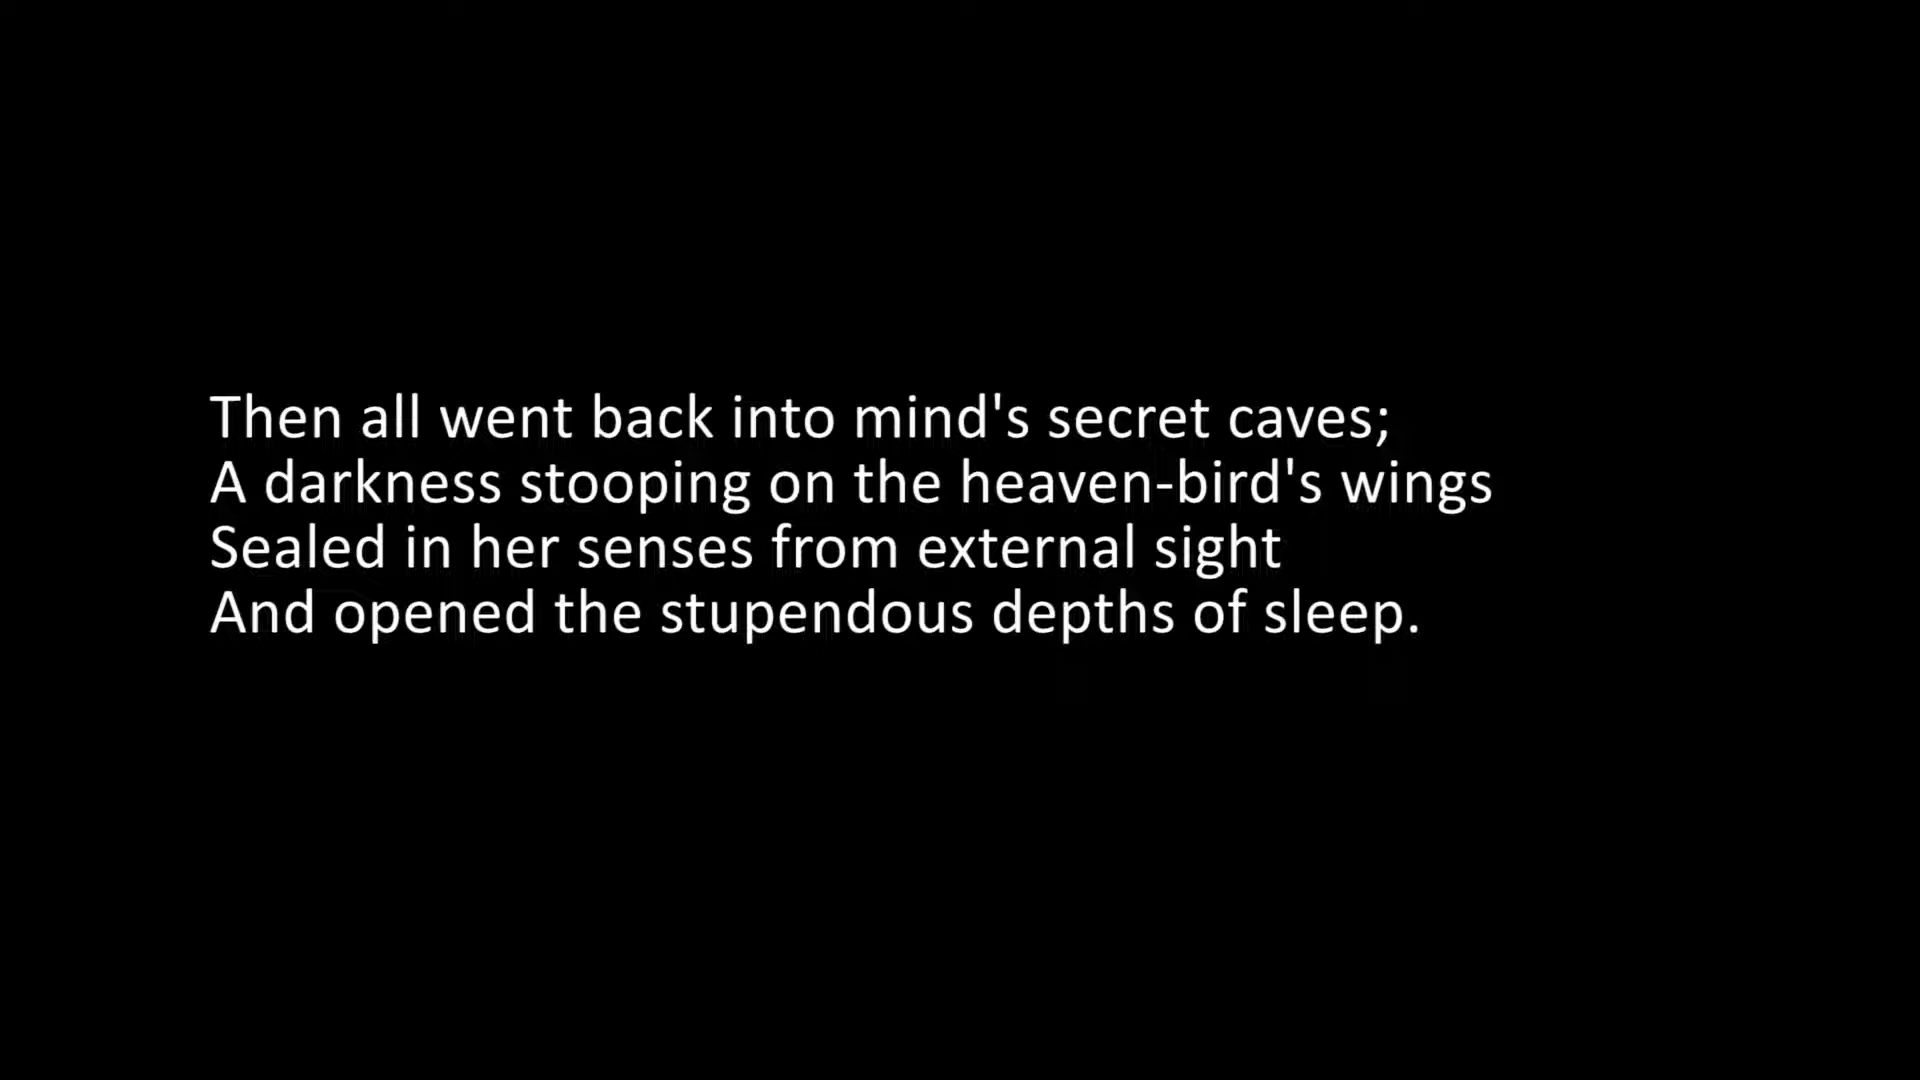 Then all went back into mind's secret caves;
A darkness stooping on the heaven-bird's wings
Sealed in her senses from external sight
And opened the stupendous depths of sleep.